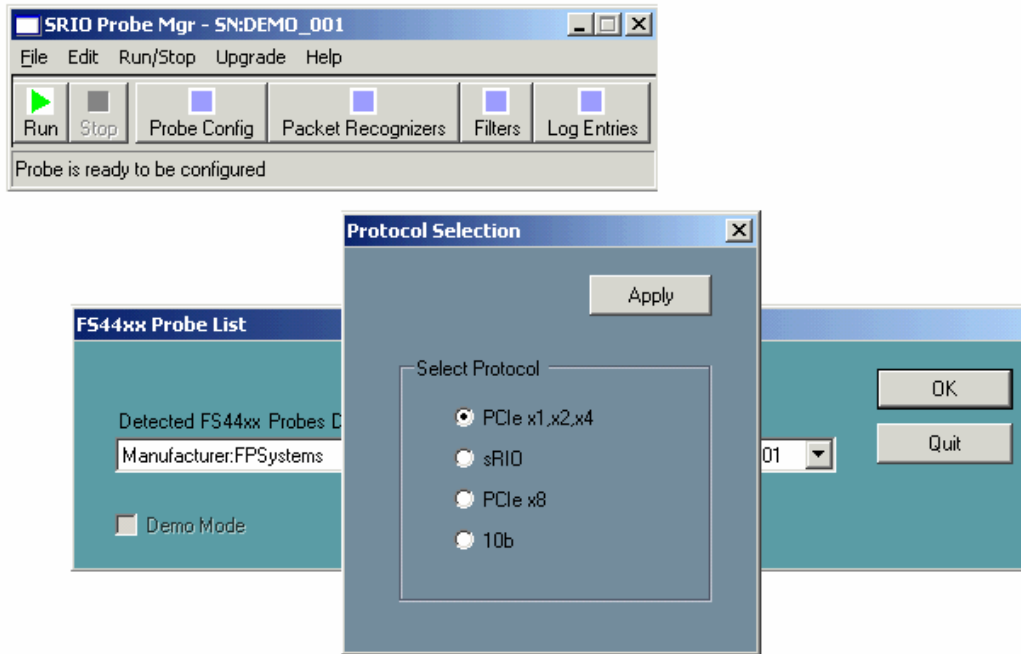 SRIO Probe Mgr - SN:DEMO_001
File Edit Run/Stop Upgrade Help
Run Stop Probe Config Packet Recognizers Filters Log Entries
Probe is ready to be configured
Protocol Selection
Apply
FS44xx Probe List
Select Protocol
OK
Detected FS44xx Probes D
PCIe x1,x2,x4
Manufacturer:FPSystems
01
Quit
sRIO
PCIe x8
Demo Mode
10b